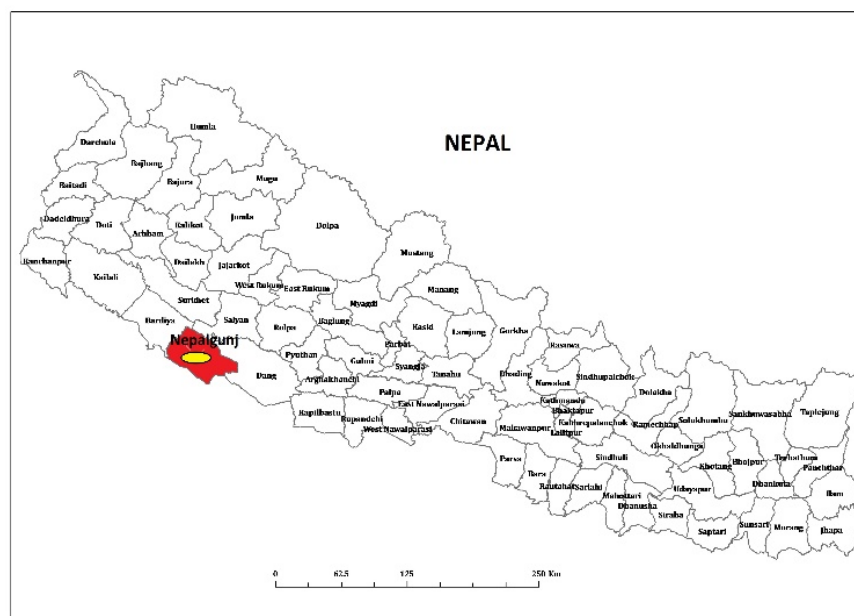 NEPAL
Humla
Darchula
Bajhang
Mugu
Baitadi
Bajura
Dadeldhura
Doti
Achham
Kalikot
Jumla
Dolpa
Kanchanpur
Kailali
Dailekh
Jajarkot
Mustang
West Rukum
East Rukum
Manang
Surkhet
Salyan
Myagdi
Bardiya
Rolpa
Baglung
Kaski
Lamjung
Gorkha
Nepalgunj
Parbat
Rasuwa
Pyuthan
Gulmi
Syangja
Dang
Arghakhanchi
Tanahu
Dhading
Nuwakot
Sindhupalchok
Dolakha
Taplejung
Palpa
Kathmandu
East Nawalparasi
Bhaktapur
Kapilbastu
Rupandehi
Chitawan
Makawanpur
Kabhrepalanchok
Ramechhap
Solukhumbu
Sankhuwasabha
West Nawalparasi
Lalitpur
Okhaldhunga
Sindhuli
Bhojpur
Terhathum
Parsa
Khotang
Panchthar
Bara
Udayapur
Dhankuta
Rautahat
Sarlahi
Mahottari
Ilam
Dhanusha
Siraha
Saptari
Sunsari
Morang
Jhapa
0 62.5 125 250 Km